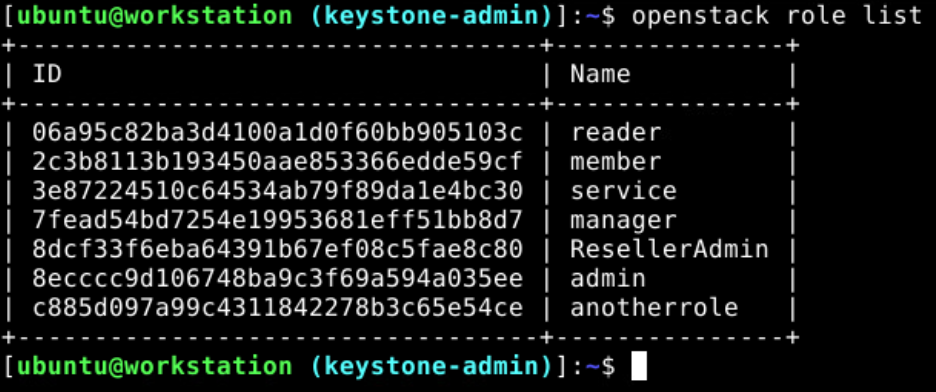 [ubuntu@workstation (keystone-admin)]:~$ openstack role list
+----------------------------------+---------------+
| ID                               | Name          |
+----------------------------------+---------------+
| 06a95c82ba3d4100a1d0f60bb905103c | reader        |
| 2c3b8113b193450aae853366edde59cf | member        |
| 3e87224510c64534ab79f89da1e4bc30 | service       |
| 7fead54bd7254e19953681eff51bb8d7 | manager       |
| 8dcf33f6eba64391b67ef08c5fae8c80 | ResellerAdmin |
| 8ecccc9d106748ba9c3f69a594a035ee | admin         |
| c885d097a99c4311842278b3c65e54ce | anotherrole   |
+----------------------------------+---------------+
[ubuntu@workstation (keystone-admin)]:~$